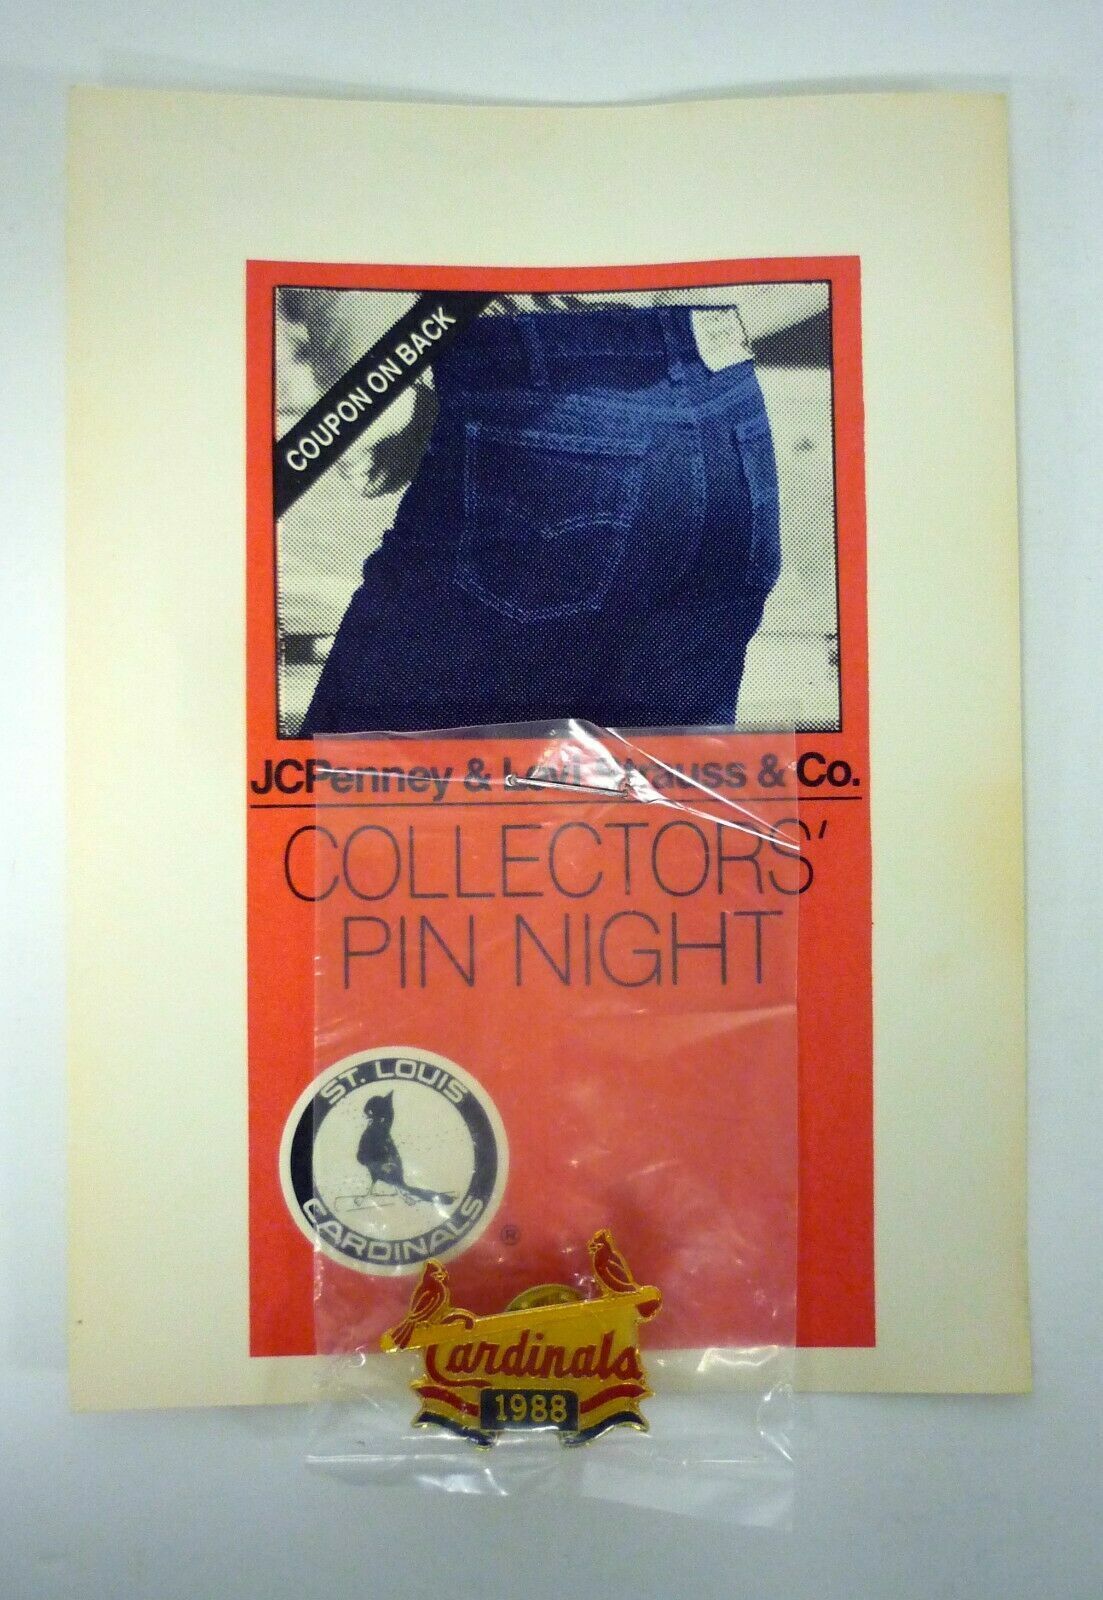 COUPON ON BACK
JCPenney & Levi Strauss & Co.
COLLECTORS'
PIN NIGHT
ST. LOUIS
CARDINALS
®
Cardinals
1988